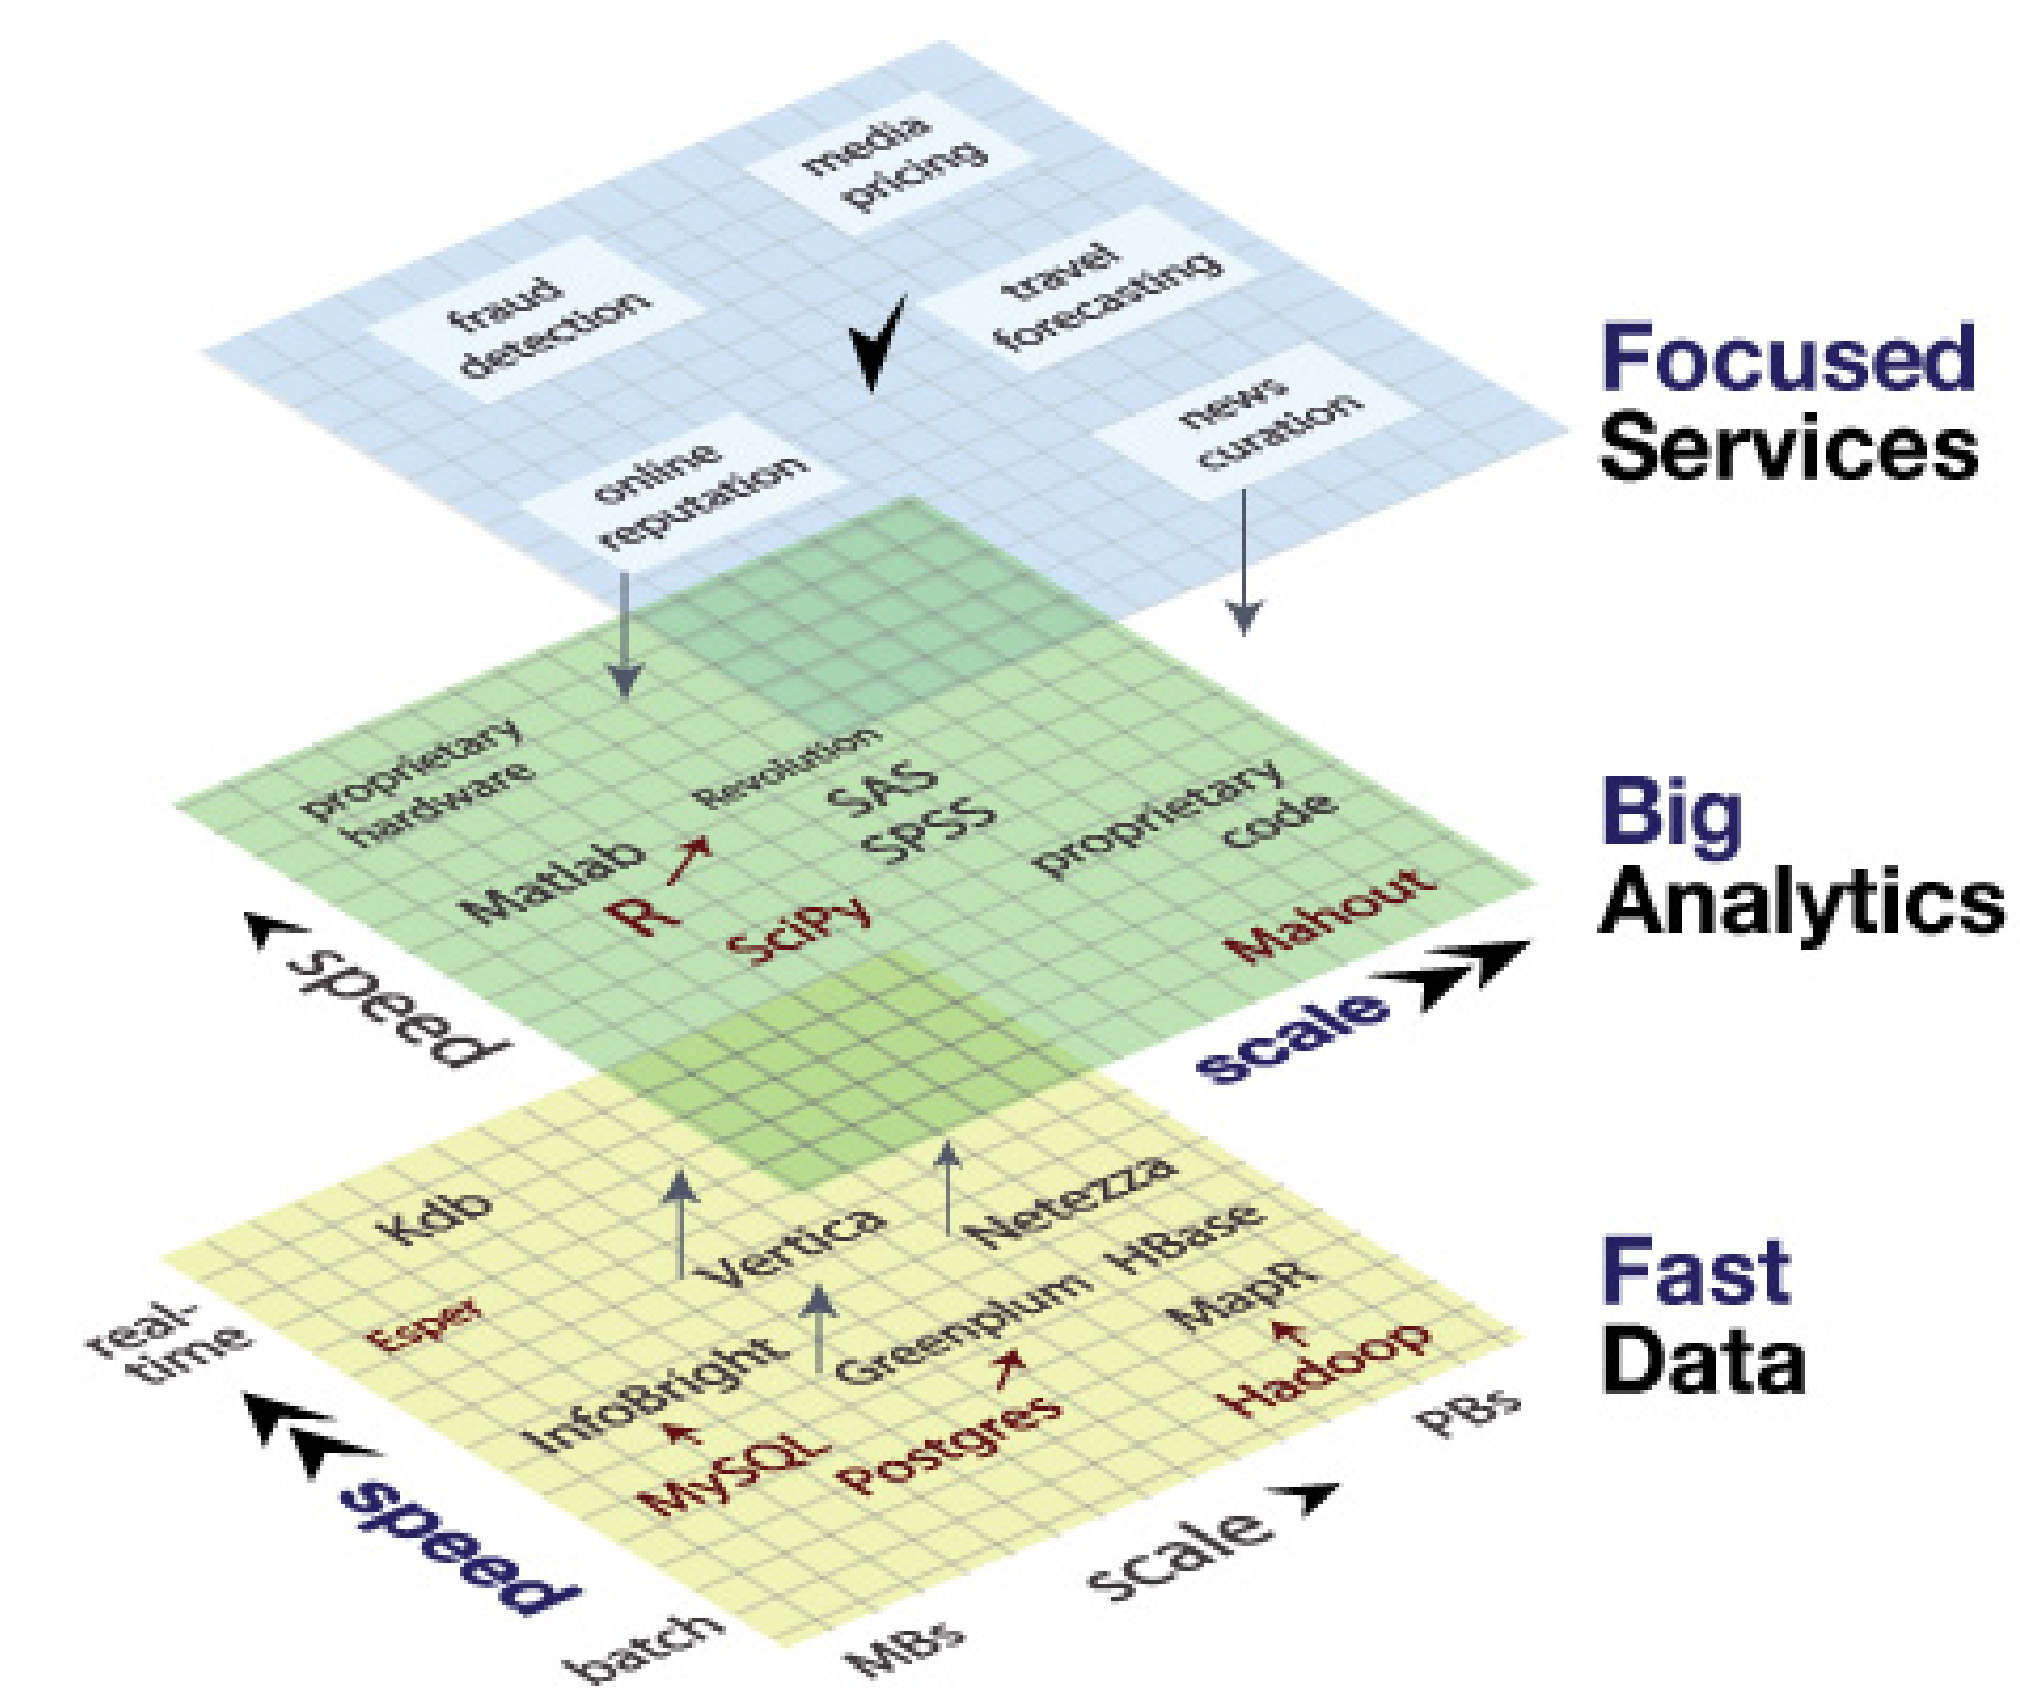 media
pricing
fraud
detection
travel
forecasting
news
curation
online
reputation
Focused
Services
proprietary
hardware
Revolution
SAS
SPSS
Matlab
R
SciPy
proprietary
code
Mahout
Big
Analytics
speed
scale
Kdb
Vertica
Netezza
HBase
Esper
InfoBright
Greenplum
MapR
MySQL
Postgres
Hadoop
Fast
Data
real-
time
speed
batch
MBs
scale
PBs